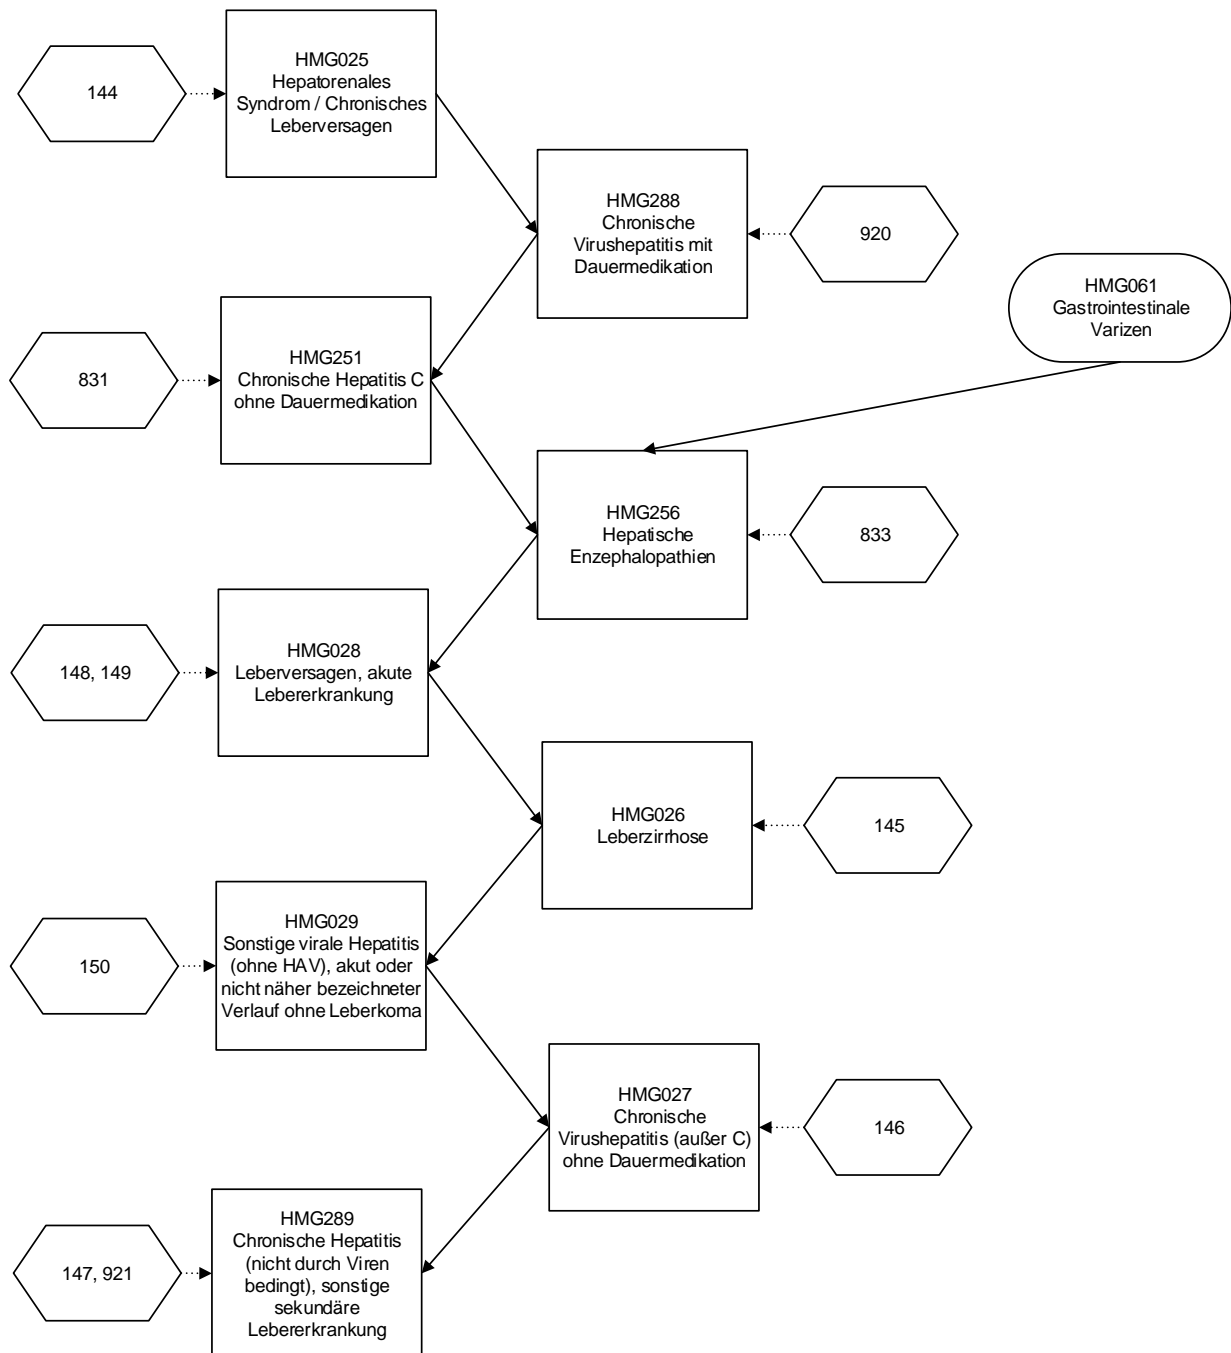 HMG025
Hepatorenales
Syndrom / Chronisches
Leberversagen
144
HMG288
Chronische
Virushepatitis mit
Dauermedikation
920
HMG061
Gastrointestinale
Varizen
HMG251
Chronische Hepatitis C
ohne Dauermedikation
831
HMG256
Hepatische
Enzephalopathien
833
HMG028
Leberversagen, akute
Lebererkrankung
148, 149
HMG026
Leberzirrhose
145
HMG029
Sonstige virale Hepatitis
(ohne HAV), akut oder
nicht näher bezeichneter
Verlauf ohne Leberkoma
150
HMG027
Chronische
Virushepatitis (außer C)
ohne Dauermedikation
146
HMG289
Chronische Hepatitis
(nicht durch Viren
bedingt), sonstige
sekundäre
Lebererkrankung
147, 921